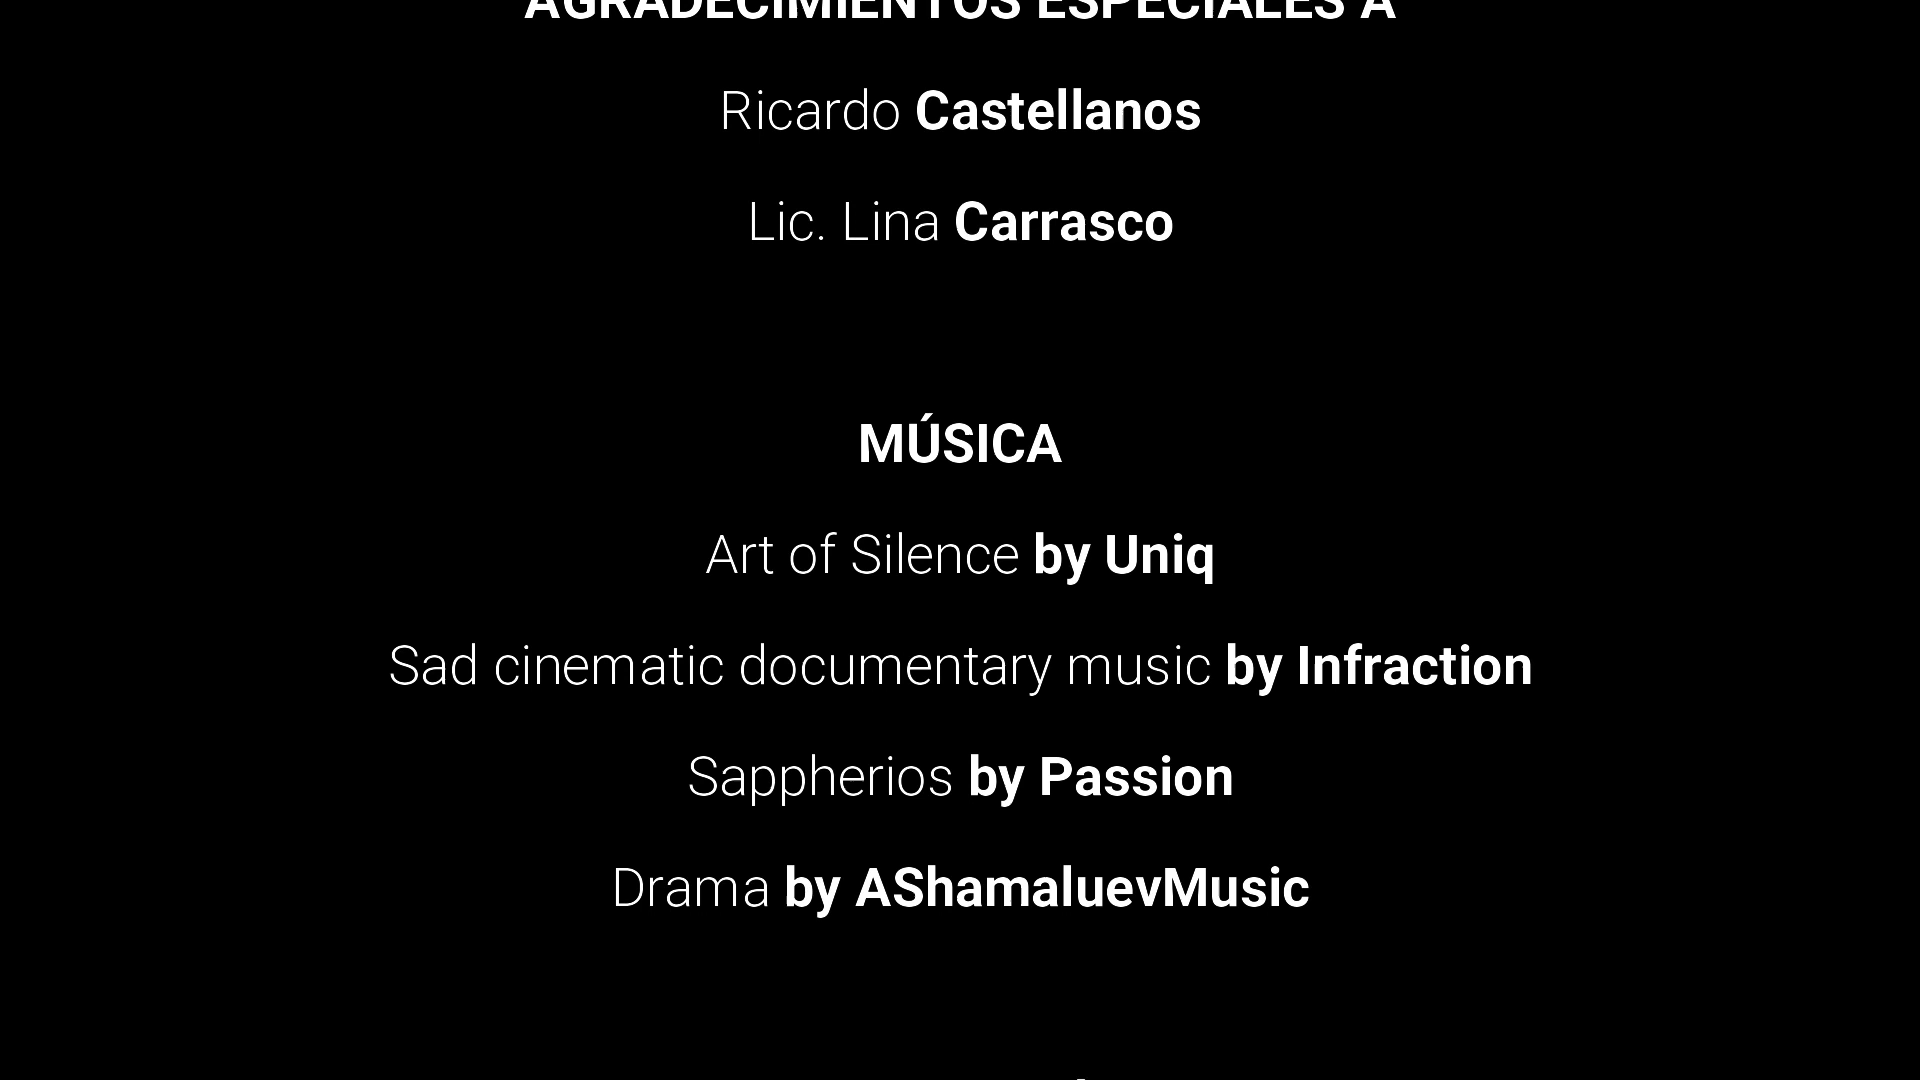 AGRADECIMIENTOS ESPECIALES A
Ricardo Castellanos
Lic. Lina Carrasco
MÚSICA
Art of Silence by Uniq
Sad cinematic documentary music by Infraction
Sappherios by Passion
Drama by AShamaluevMusic